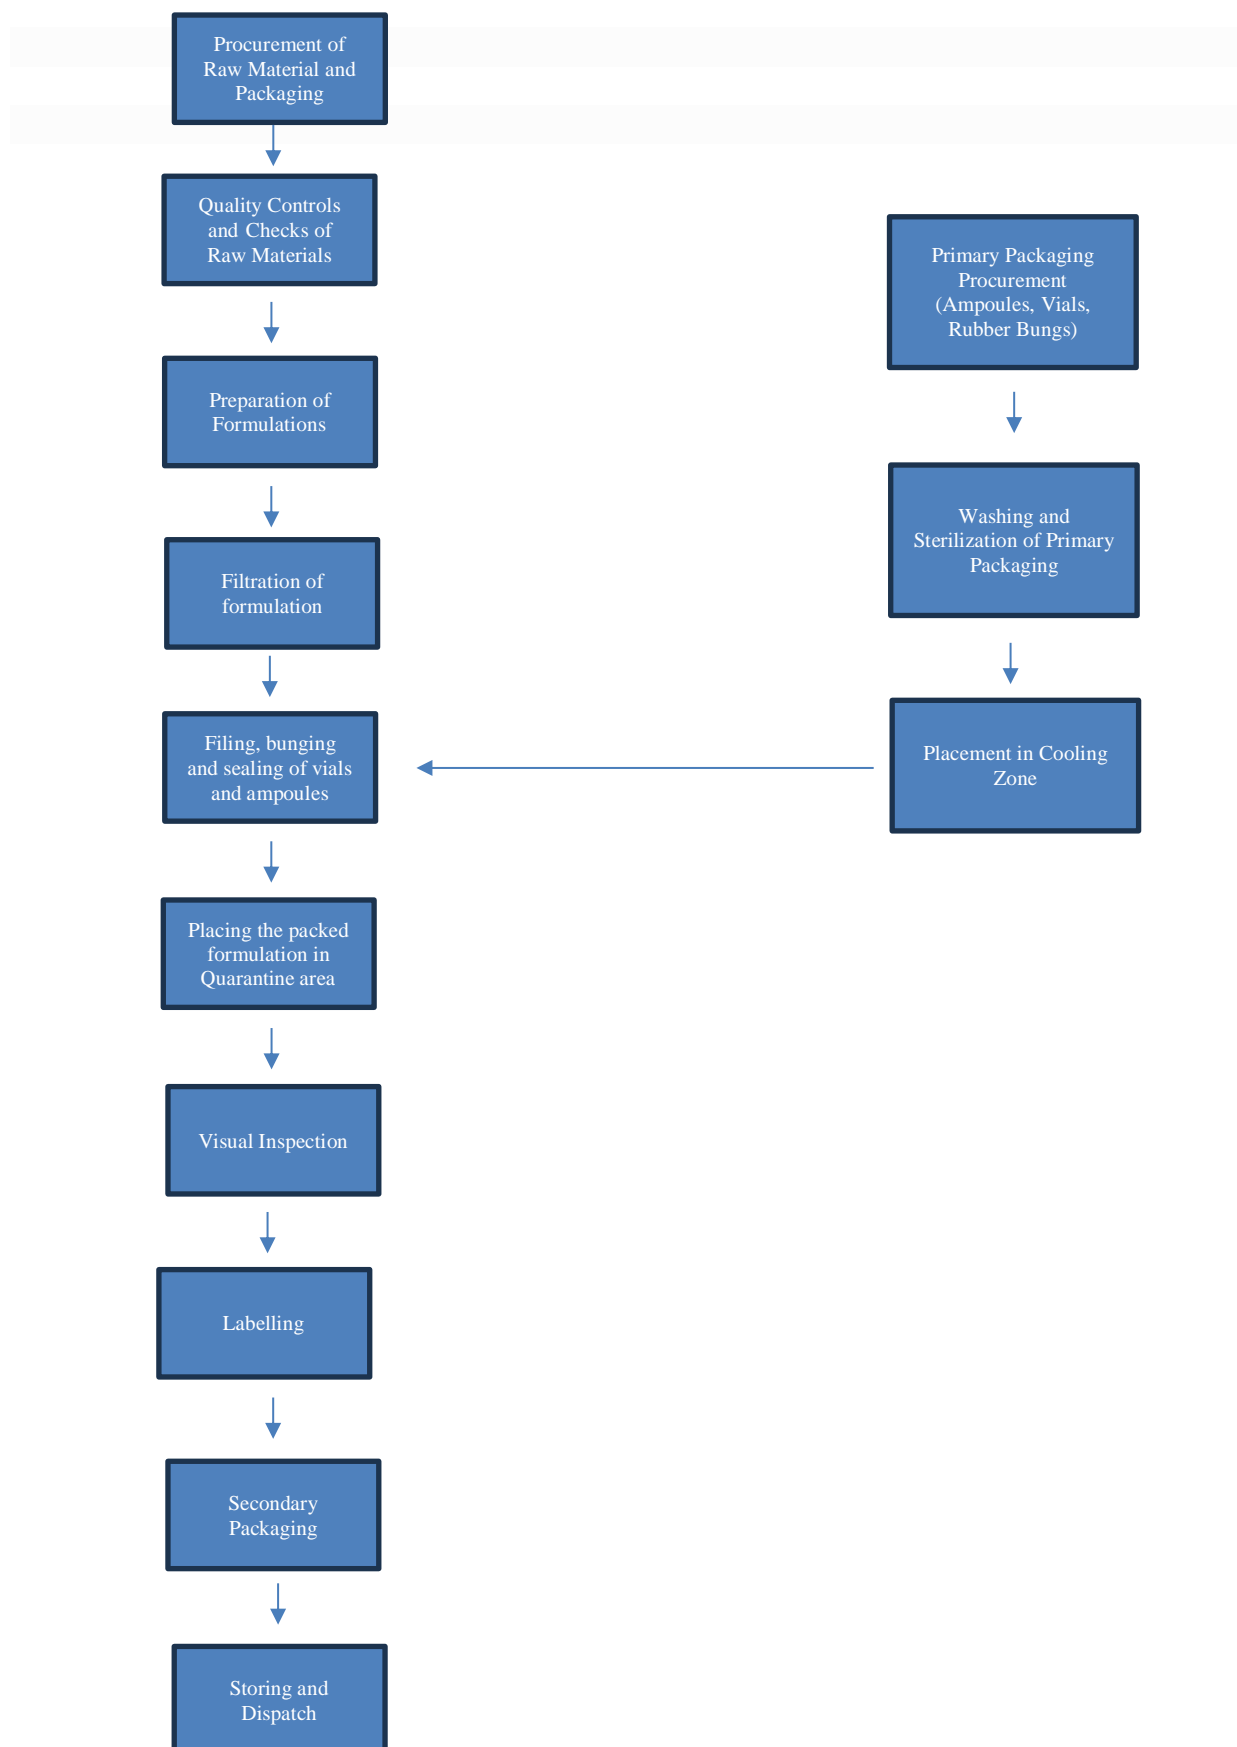 Procurement of
Raw Material and
Packaging
Quality Controls
and Checks of
Raw Materials
Preparation of
Formulations
Filtration of
formulation
Filing, bunging
and sealing of vials
and ampoules
Placing the packed
formulation in
Quarantine area
Visual Inspection
Labelling
Secondary
Packaging
Storing and
Dispatch
Primary Packaging
Procurement
(Ampoules, Vials,
Rubber Bungs)
Washing and
Sterilization of Primary
Packaging
Placement in Cooling
Zone